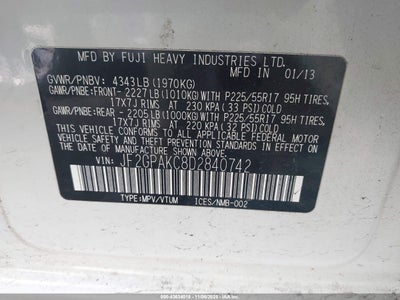 MFD BY FUJI HEAVY INDUSTRIES LTD.
GVWR/PNBV: 4343LB (1970KG) IN 01/13
GAWR/PNBE:FRONT- 2227LB(1010KG) WITH P225/55R17 95H TIRES,
17X7J RIMS AT 230 KPA (33 PSI) COLD
GAWR/PNBE:REAR - 2205LB(1000KG) WITH P225/55R17 95H TIRES,
17X7J RIMS AT 220 KPA (32 PSI) COLD
THIS VEHICLE CONFORMS TO ALL APPLICABLE FEDERAL MOTOR
VEHICLE SAFETY, BUMPER, AND THEFT PREVENTION STANDARDS IN
EFFECT ON THE DATE OF MANUFACTURE SHOWN ABOVE.
VIN: JF2GPAKC8D2840742
TYPE:MPV/VTUM ICES/NMB-002